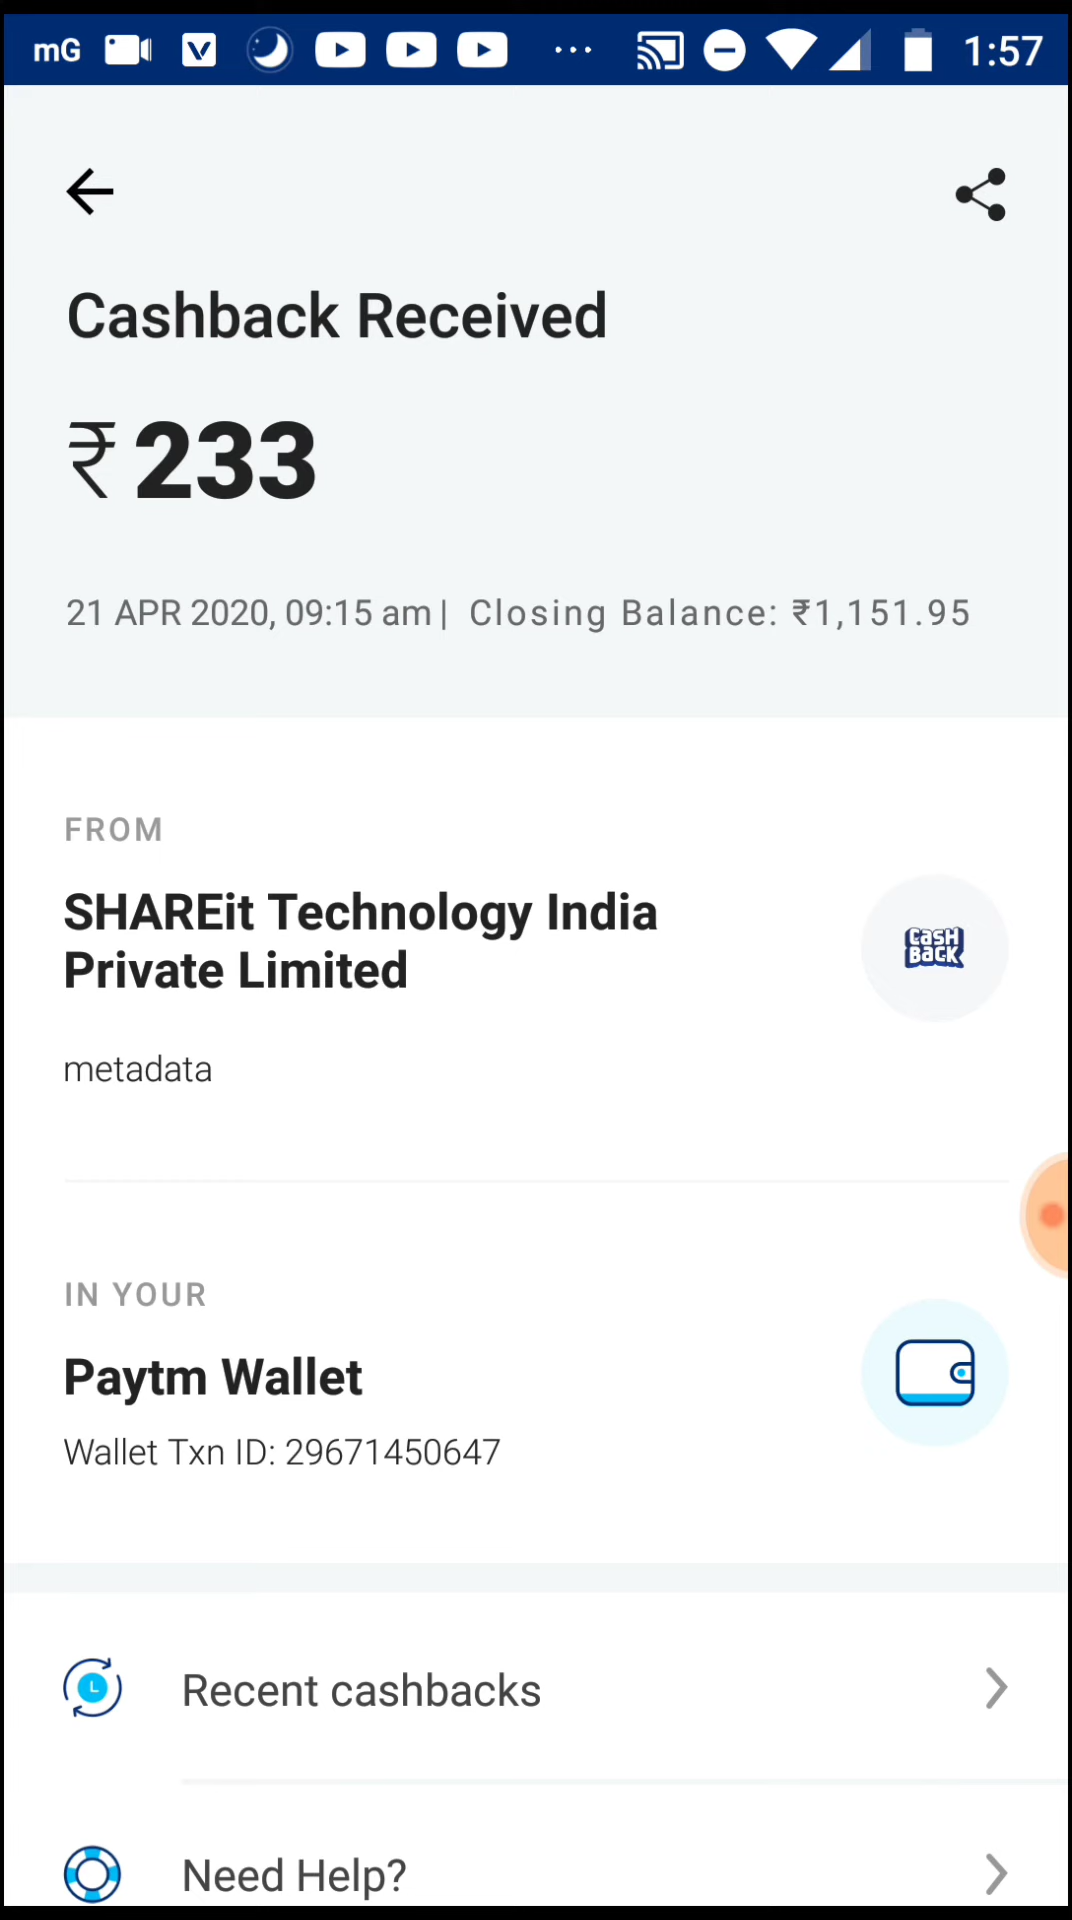 mG 1:57
Cashback Received
₹233
21 APR 2020, 09:15 am | Closing Balance: ₹1,151.95
FROM
SHAREit Technology India
Private Limited
CASH
BACK
metadata
IN YOUR
Paytm Wallet
Wallet Txn ID: 29671450647
Recent cashbacks
Need Help?